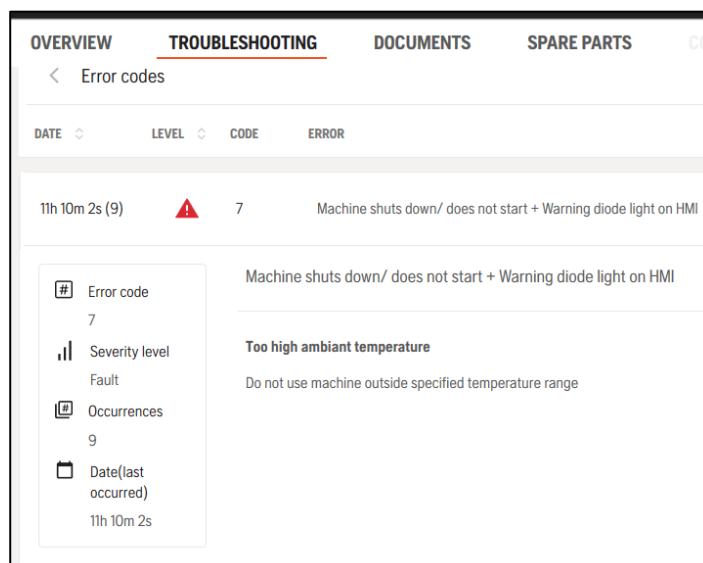 OVERVIEW TROUBLESHOOTING DOCUMENTS SPARE PARTS
Error codes
DATE LEVEL CODE ERROR
11h 10m 2s (9) 7 Machine shuts down/ does not start + Warning diode light on HMI
Machine shuts down/ does not start + Warning diode light on HMI
# Error code
7
Severity level
Fault
# Occurrences
9
Date(last
occurred)
11h 10m 2s
Too high ambiant temperature
Do not use machine outside specified temperature range